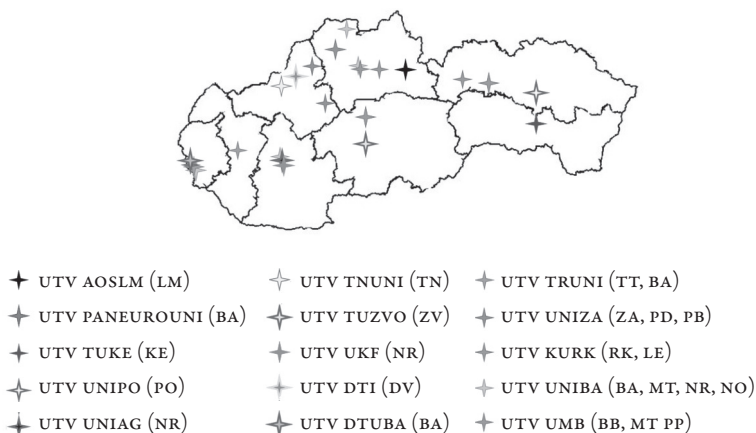 UTV AOSLM (LM)
UTV PANEUROUNI (BA)
UTV TUKE (KE)
UTV UNIPO (PO)
UTV UNIAG (NR)
UTV TNUNI (TN)
UTV TUZVO (ZV)
UTV UKF (NR)
UTV DTI (DV)
UTV DTUBA (BA)
UTV TRUNI (TT, BA)
UTV UNIZA (ZA, PD, PB)
UTV KURK (RK, LE)
UTV UNIBA (BA, MT, NR, NO)
UTV UMB (BB, MT PP)